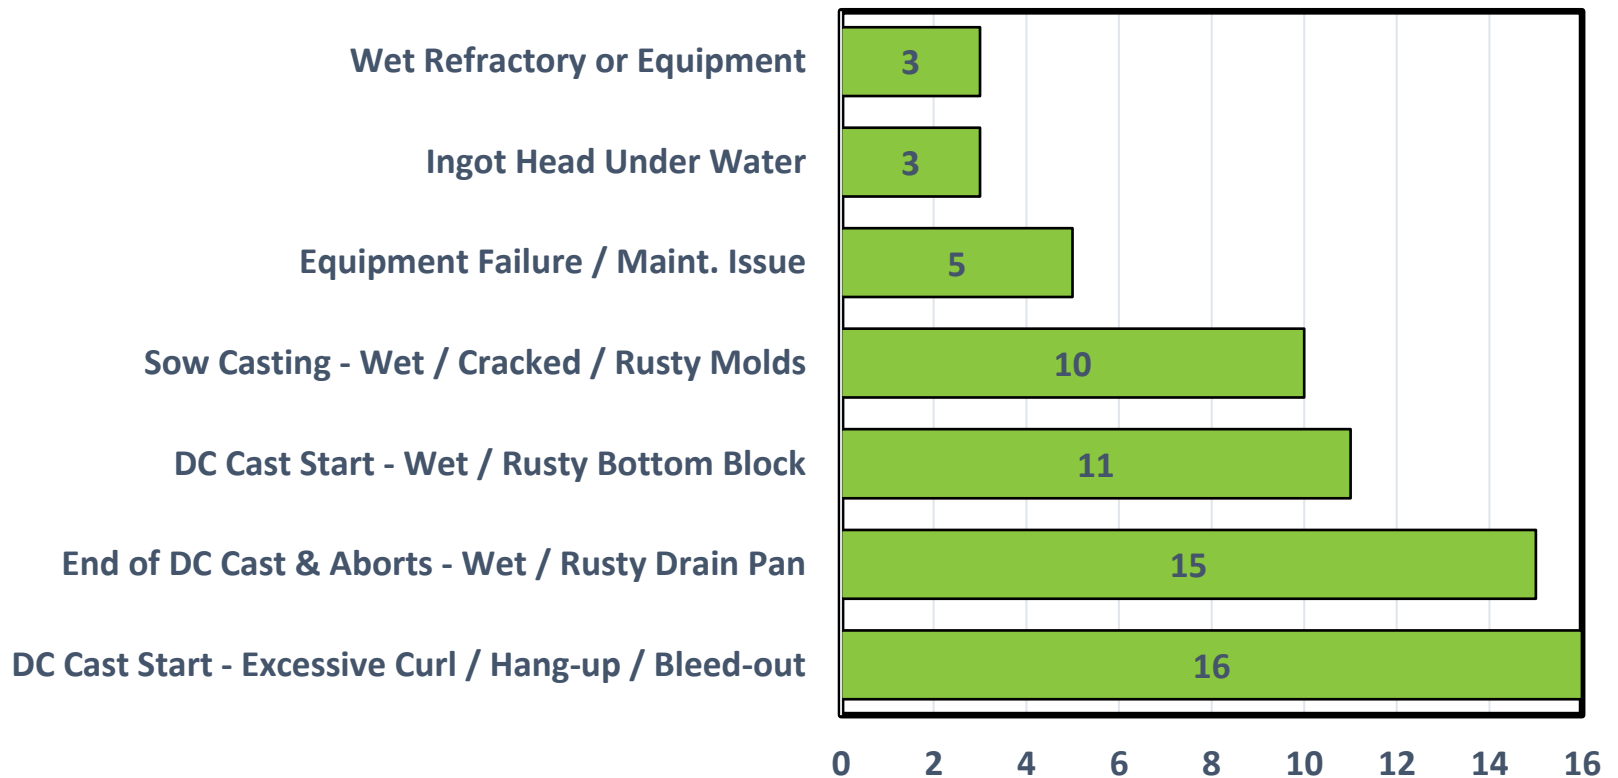 Wet Refractory or Equipment
3
Ingot Head Under Water
3
Equipment Failure / Maint. Issue
5
Sow Casting - Wet / Cracked / Rusty Molds
10
DC Cast Start - Wet / Rusty Bottom Block
11
End of DC Cast & Aborts - Wet / Rusty Drain Pan
15
DC Cast Start - Excessive Curl / Hang-up / Bleed-out
16
0 2 4 6 8 10 12 14 16